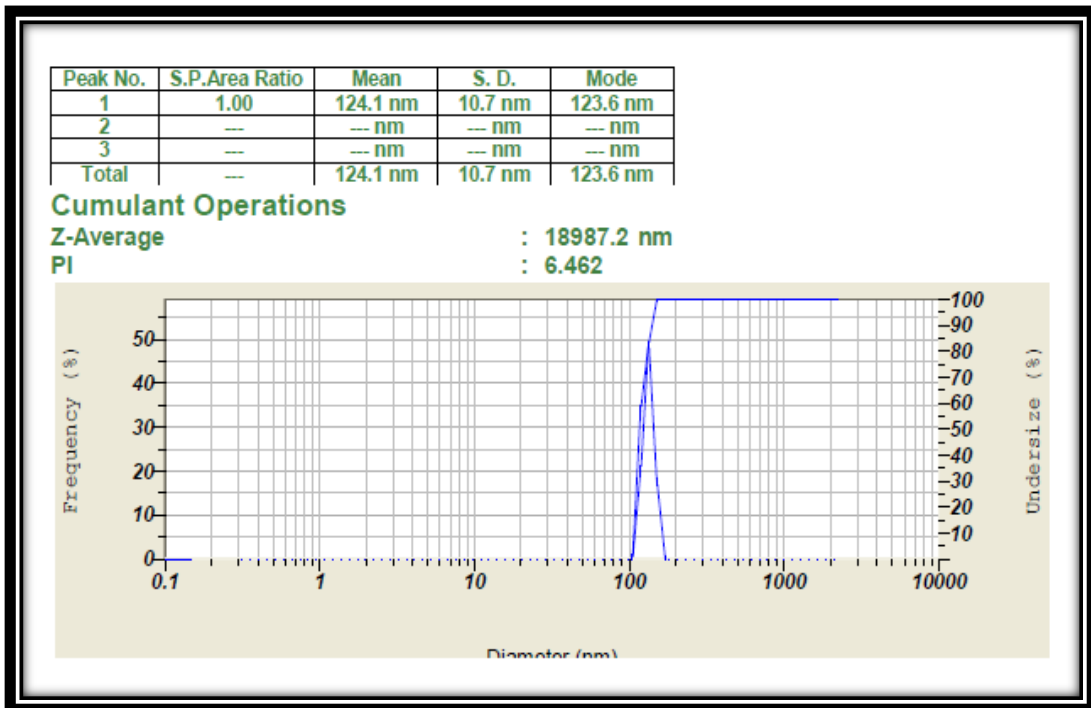 Peak No. S.P.Area Ratio Mean S. D. Mode
1 1.00 124.1 nm 10.7 nm 123.6 nm
2 --- --- nm --- nm --- nm
3 --- --- nm --- nm --- nm
Total --- 124.1 nm 10.7 nm 123.6 nm
Cumulant Operations
Z-Average : 18987.2 nm
PI : 6.462
Frequency (%)
50
40
30
20
10
0
100
90
80
70
60
50
40
30
20
10
Undersize (%)
0.1 1 10 100 1000 10000
Diameter (nm)